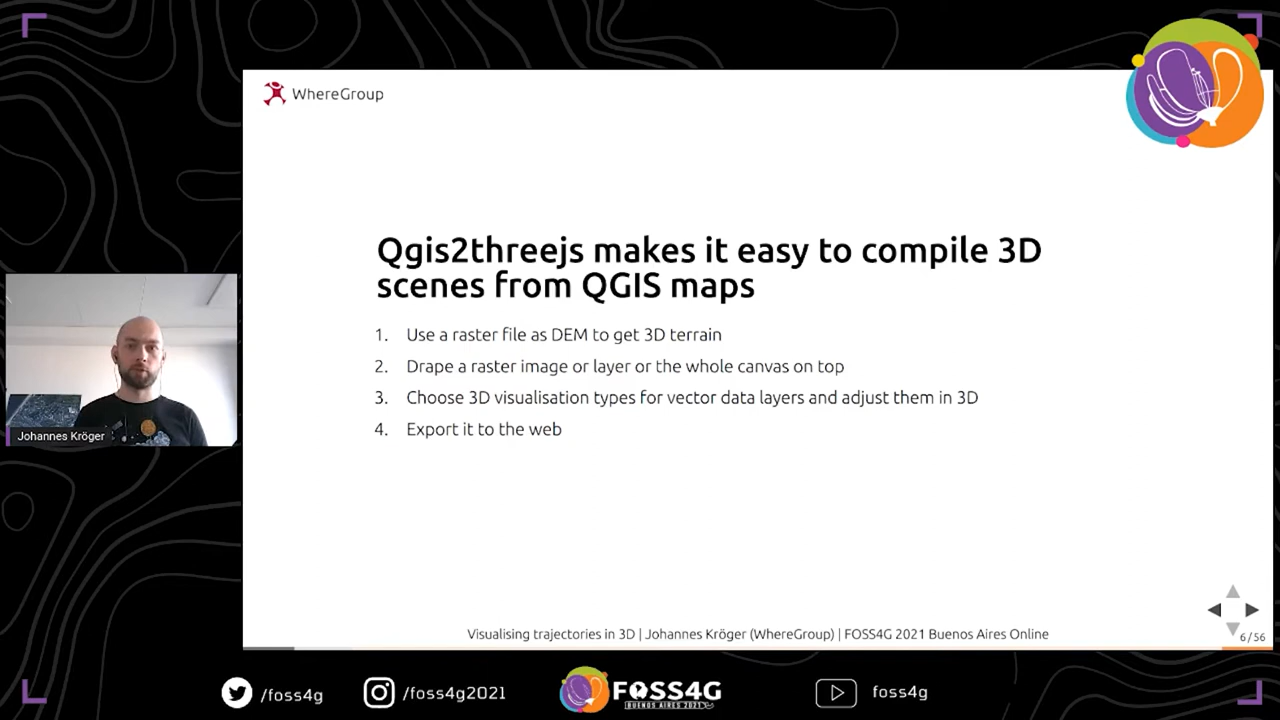 WhereGroup
Qgis2threejs makes it easy to compile 3D
scenes from QGIS maps
1. Use a raster file as DEM to get 3D terrain
2. Drape a raster image or layer or the whole canvas on top
3. Choose 3D visualisation types for vector data layers and adjust them in 3D
4. Export it to the web
Johannes Kröger
Visualising trajectories in 3D | Johannes Kröger (WhereGroup) | FOSS4G 2021 Buenos Aires Online
6/56
/foss4g
/foss4g2021
FOSS4G
BUENOS AIRES 2021
foss4g